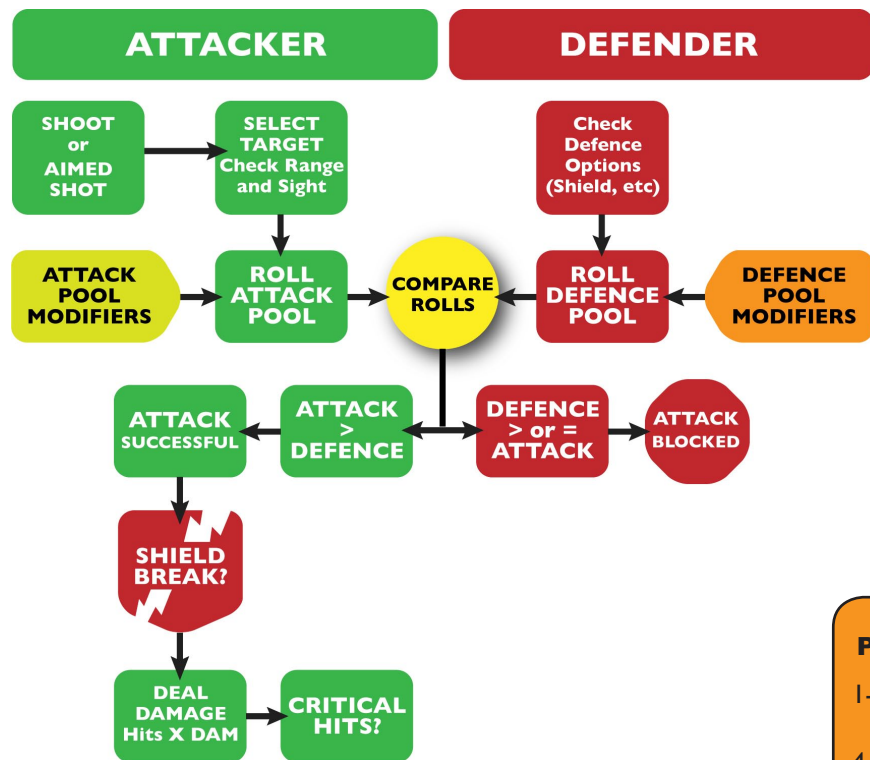 ATTACKER
DEFENDER
SHOOT
or
AIMED
SHOT
SELECT
TARGET
Check Range
and Sight
Check
Defence
Options
(Shield, etc)
ATTACK
POOL
MODIFIERS
ROLL
ATTACK
POOL
COMPARE
ROLLS
ROLL
DEFENCE
POOL
DEFENCE
POOL
MODIFIERS
ATTACK
SUCCESSFUL
ATTACK
>
DEFENCE
DEFENCE
> or =
ATTACK
ATTACK
BLOCKED
SHIELD
BREAK?
DEAL
DAMAGE
Hits X DAM
CRITICAL
HITS?